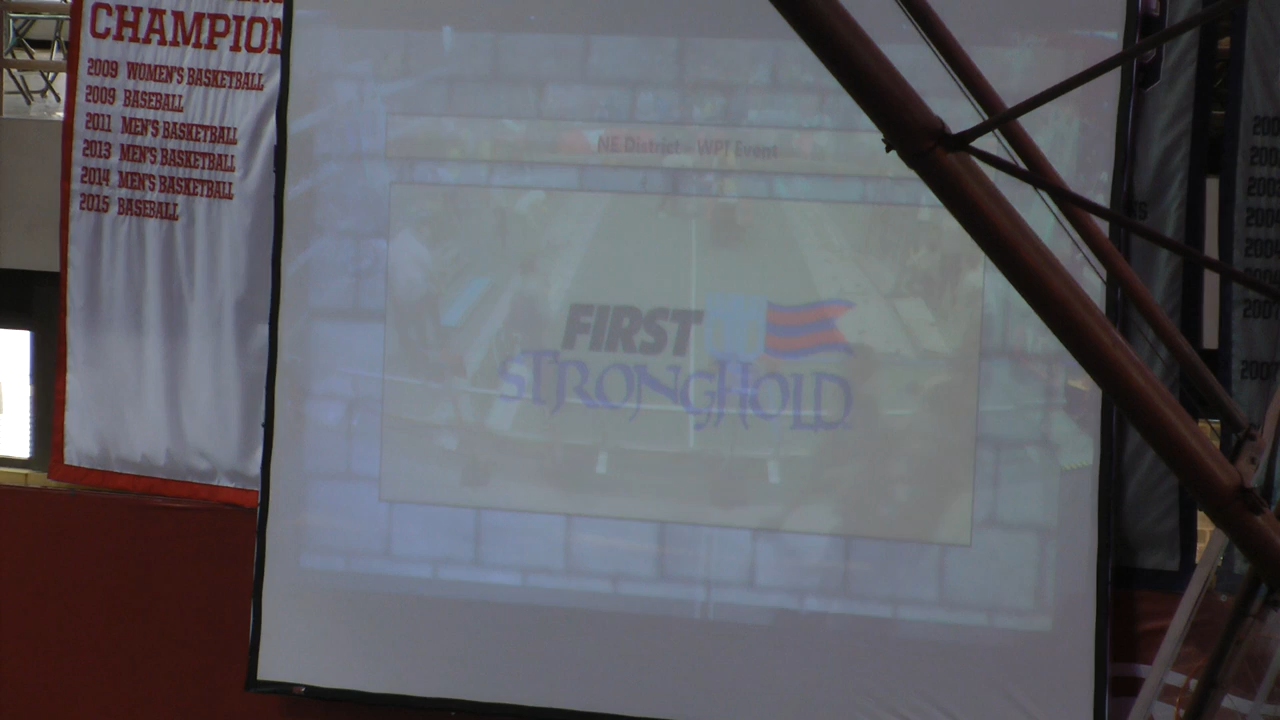 CHAMPION
2009 WOMEN'S BASKETBALL
2009 BASEBALL
2011 MEN'S BASKETBALL
2013 MEN'S BASKETBALL
2014 MEN'S BASKETBALL
2015 BASEBALL
NE District - WPI Event
FIRST
STRONGHOLD